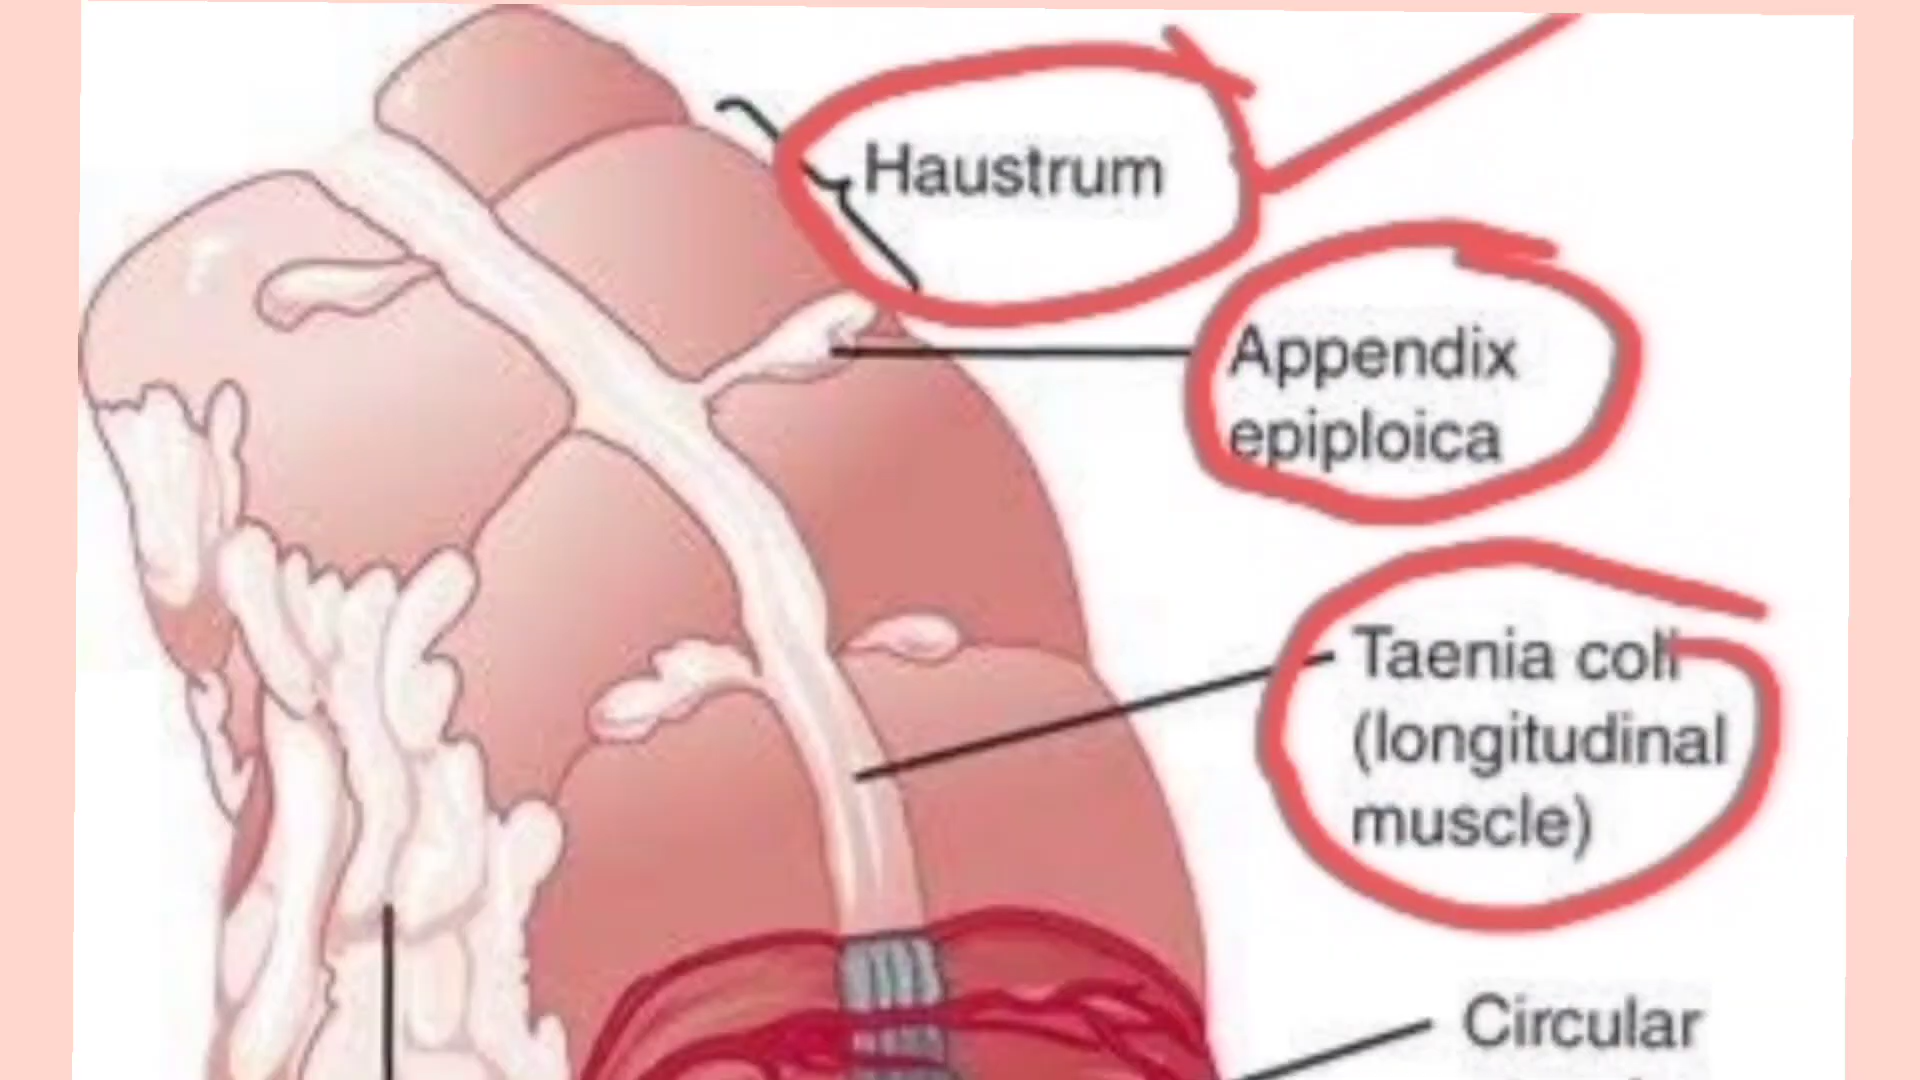 Haustrum
Appendix
epiploica
Taenia coli
(longitudinal
muscle)
Circular